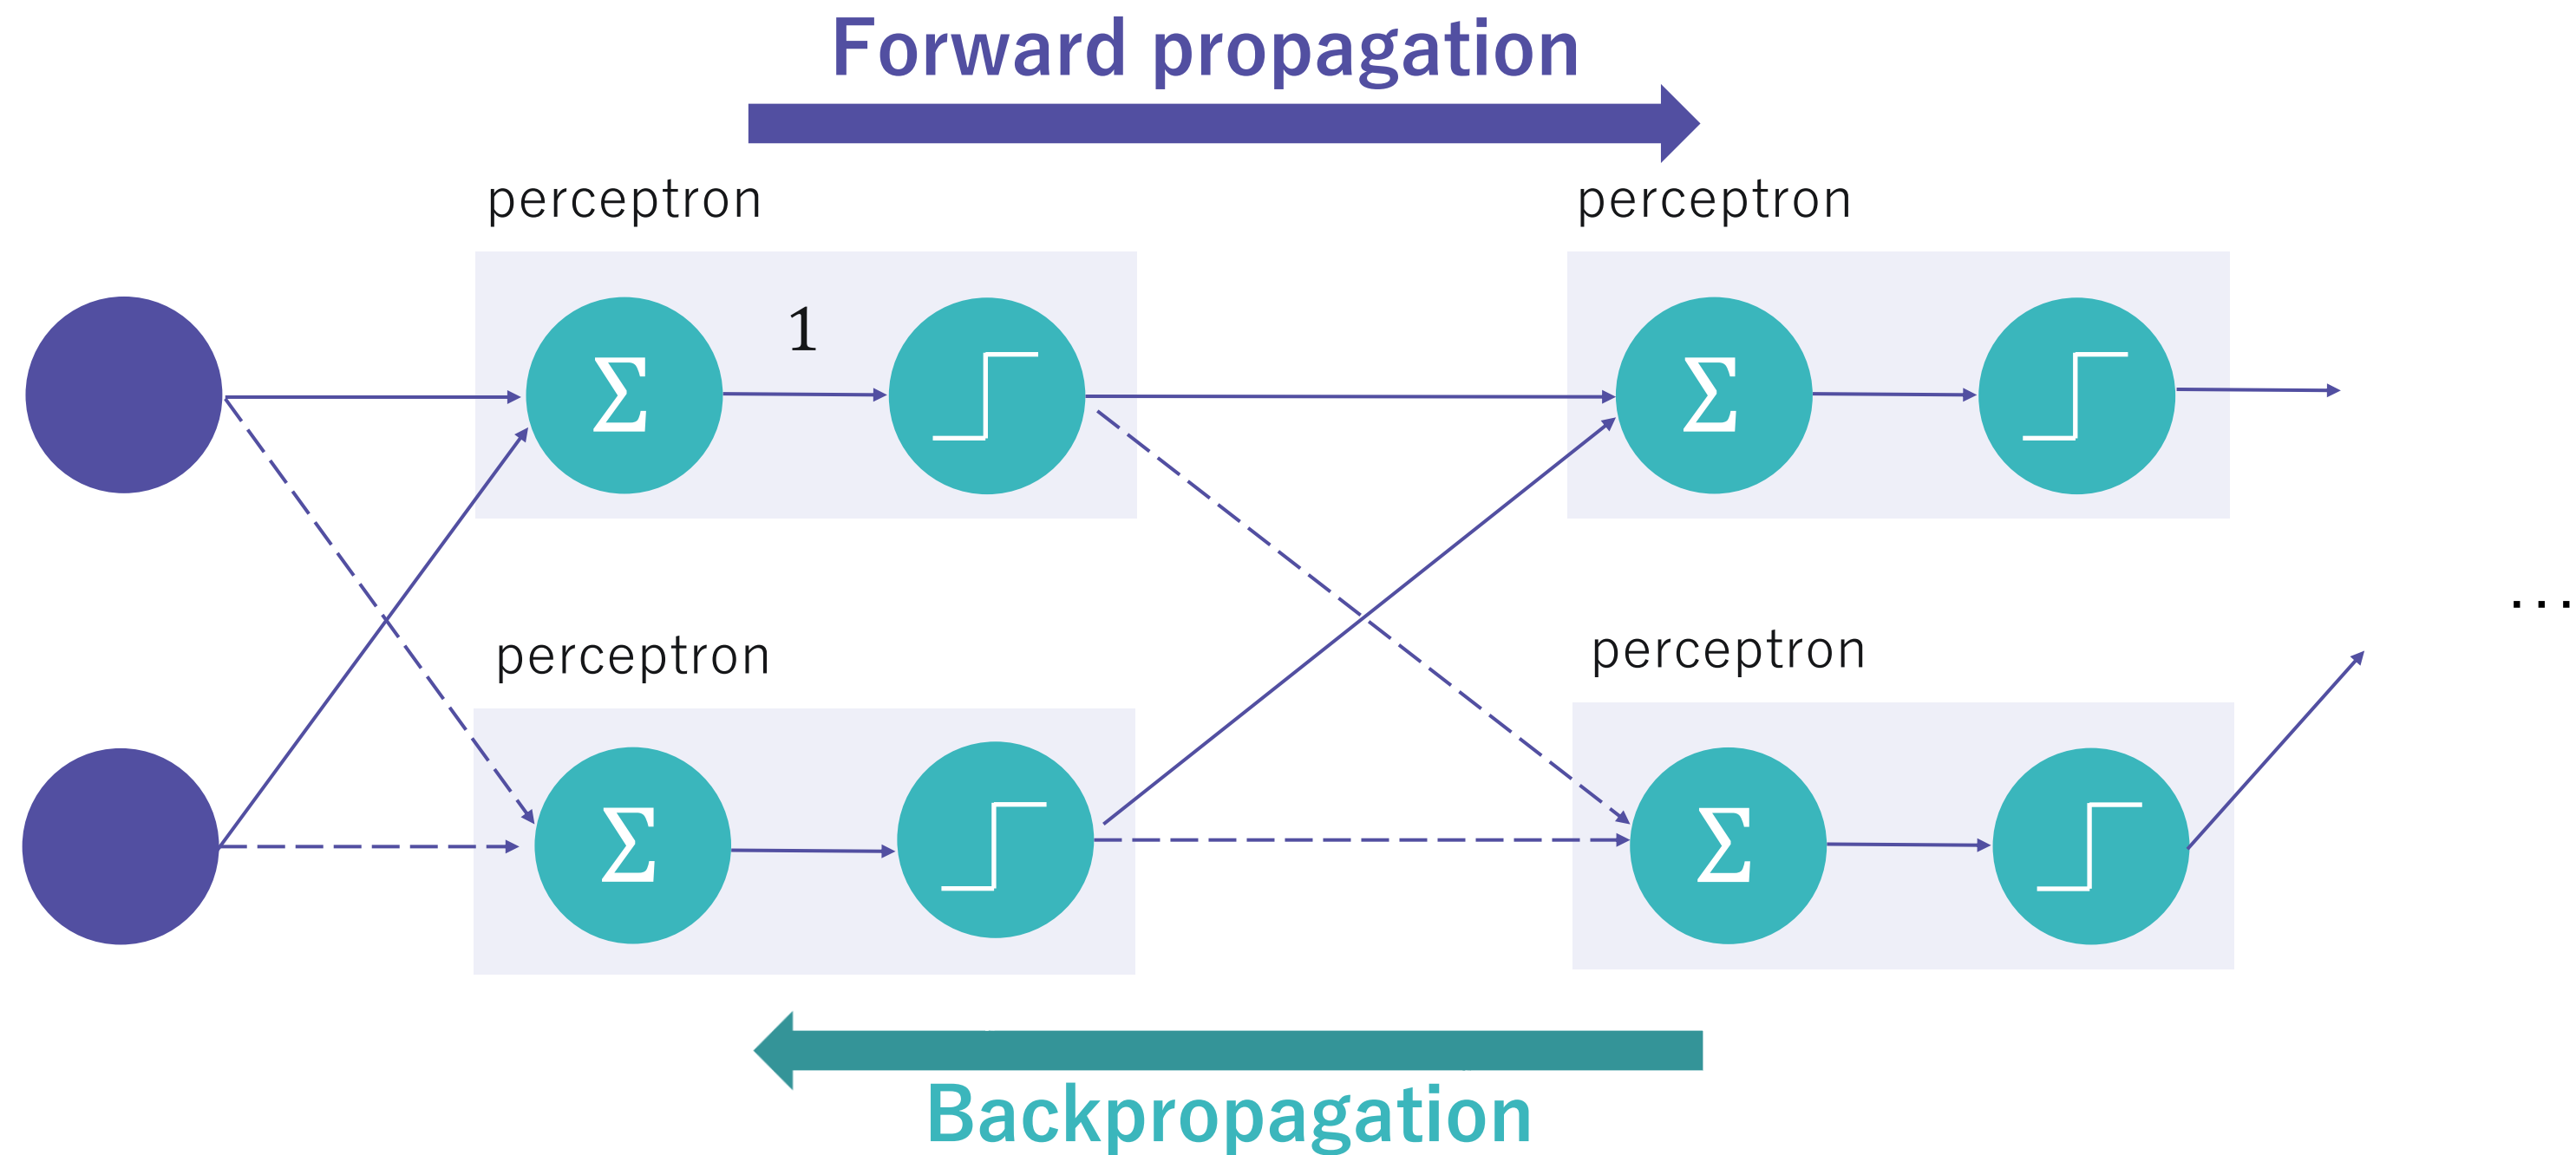 Forward propagation
perceptron
perceptron
1
Σ
Σ
perceptron
perceptron
Σ
Σ
...
Backpropagation